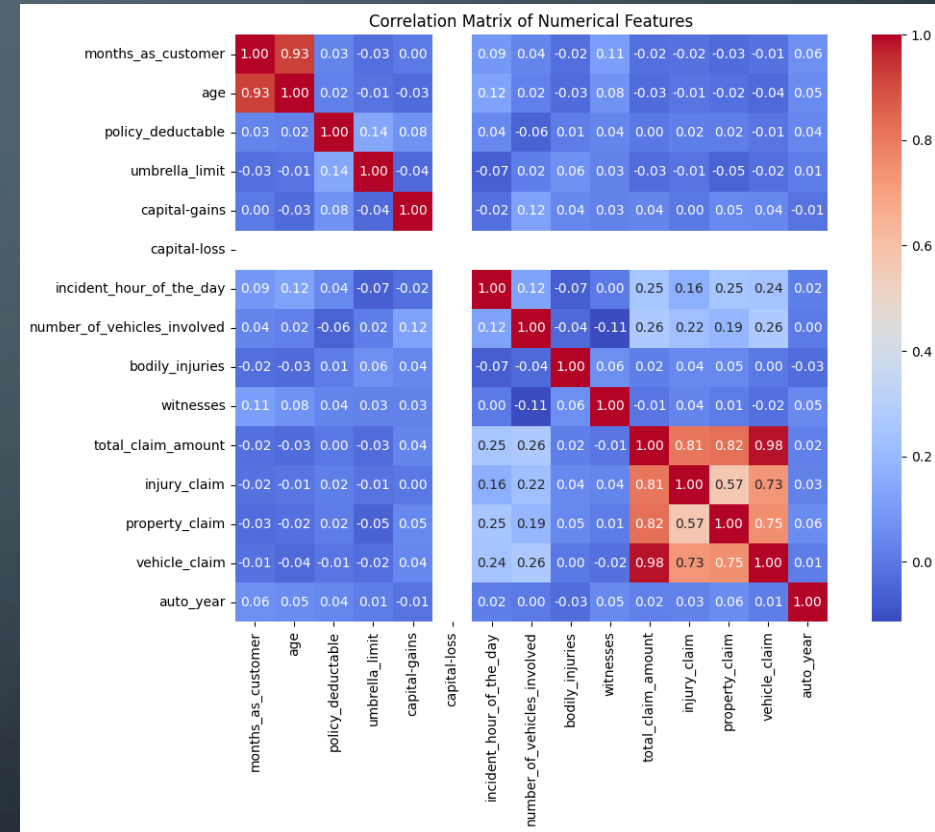 Correlation Matrix of Numerical Features
months_as_customer 1.00 0.93 0.03 -0.03 0.00 0.09 0.04 -0.02 0.11 -0.02 -0.02 -0.03 -0.01 0.06
age 0.93 1.00 0.02 -0.01 -0.03 0.12 0.02 -0.03 0.08 -0.03 -0.01 -0.02 -0.04 0.05
policy_deductable 0.03 0.02 1.00 0.14 0.08 0.04 -0.06 0.01 0.04 0.00 0.02 0.02 -0.01 0.04
umbrella_limit -0.03 -0.01 0.14 1.00 -0.04 -0.07 0.02 0.06 0.03 -0.03 -0.01 -0.05 -0.02 0.01
capital-gains 0.00 -0.03 0.08 -0.04 1.00 -0.02 0.12 0.04 0.03 0.04 0.00 0.05 0.04 -0.01
capital-loss
incident_hour_of_the_day 0.09 0.12 0.04 -0.07 -0.02 1.00 0.12 -0.07 0.00 0.25 0.16 0.25 0.24 0.02
number_of_vehicles_involved 0.04 0.02 -0.06 0.02 0.12 0.12 1.00 -0.04 -0.11 0.26 0.22 0.19 0.26 0.00
bodily_injuries -0.02 -0.03 0.01 0.06 0.04 -0.07 -0.04 1.00 0.06 0.02 0.04 0.05 0.00 -0.03
witnesses 0.11 0.08 0.04 0.03 0.03 0.00 -0.11 0.06 1.00 -0.01 0.04 0.01 -0.02 0.05
total_claim_amount -0.02 -0.03 0.00 -0.03 0.04 0.25 0.26 0.02 -0.01 1.00 0.81 0.82 0.98 0.02
injury_claim -0.02 -0.01 0.02 -0.01 0.00 0.16 0.22 0.04 0.04 0.81 1.00 0.57 0.73 0.03
property_claim -0.03 -0.02 0.02 -0.05 0.05 0.25 0.19 0.05 0.01 0.82 0.57 1.00 0.75 0.06
vehicle_claim -0.01 -0.04 -0.01 -0.02 0.04 0.24 0.26 0.00 -0.02 0.98 0.73 0.75 1.00 0.01
auto_year 0.06 0.05 0.04 0.01 -0.01 0.02 0.00 -0.03 0.05 0.02 0.03 0.06 0.01 1.00
months_as_customer
age
policy_deductable
umbrella_limit
capital-gains
capital-loss
incident_hour_of_the_day
number_of_vehicles_involved
bodily_injuries
witnesses
total_claim_amount
injury_claim
property_claim
vehicle_claim
auto_year
1.0
0.8
0.6
0.4
0.2
0.0